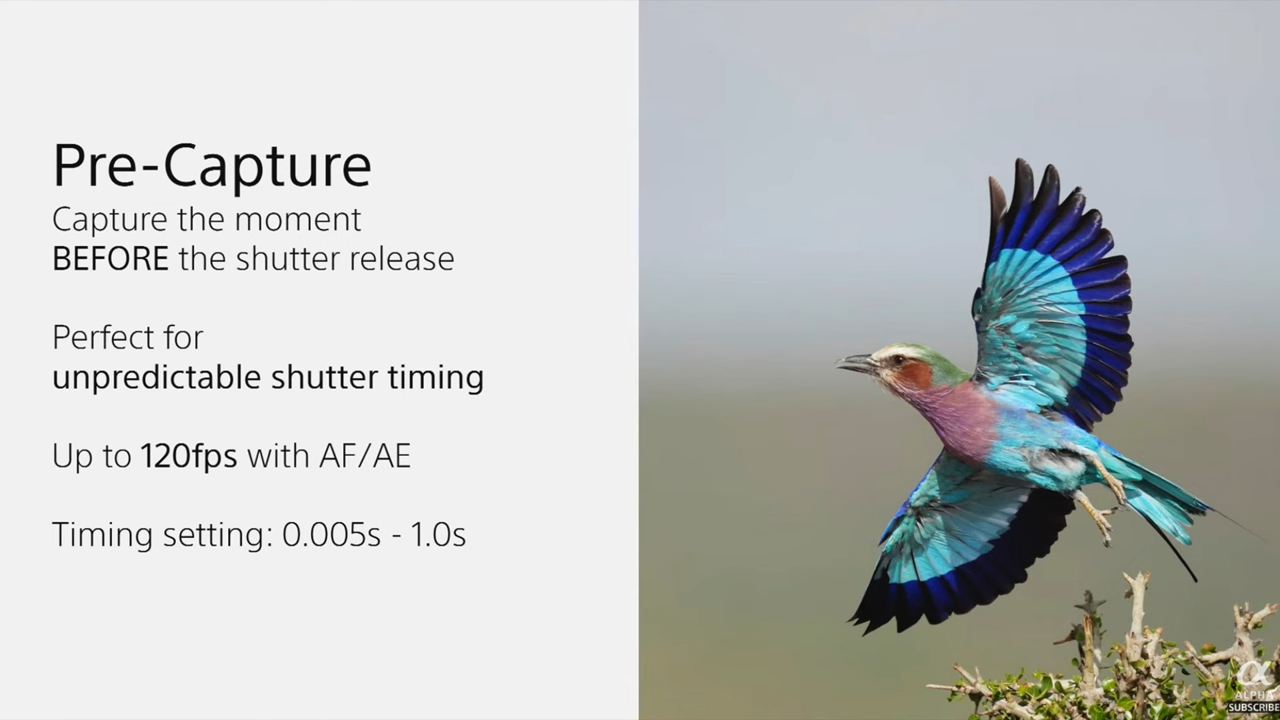 Pre-Capture
Capture the moment
BEFORE the shutter release
Perfect for
unpredictable shutter timing
Up to 120fps with AF/AE
Timing setting: 0.005s - 1.0s
α
ALPHA
SUBSCRIBE